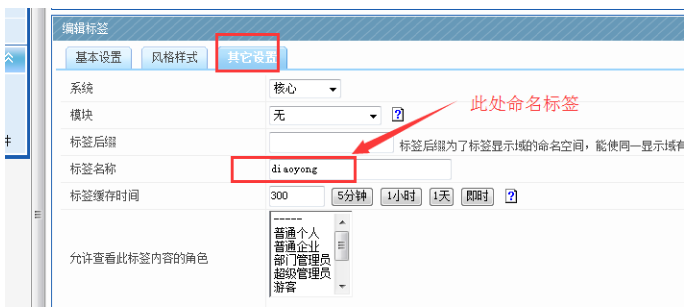 编辑标签
基本设置 风格样式 其它设置
系统 核心
模块 无 ?
此处命名标签
标签后缀 标签后缀为了标签显示域的命名空间，能使同一显示域有
标签名称 diaoyong
标签缓存时间 300 5分钟 1小时 1天 即时 ?
允许查看此标签内容的角色
-----
普通个人
普通企业
部门管理员
超级管理员
游客